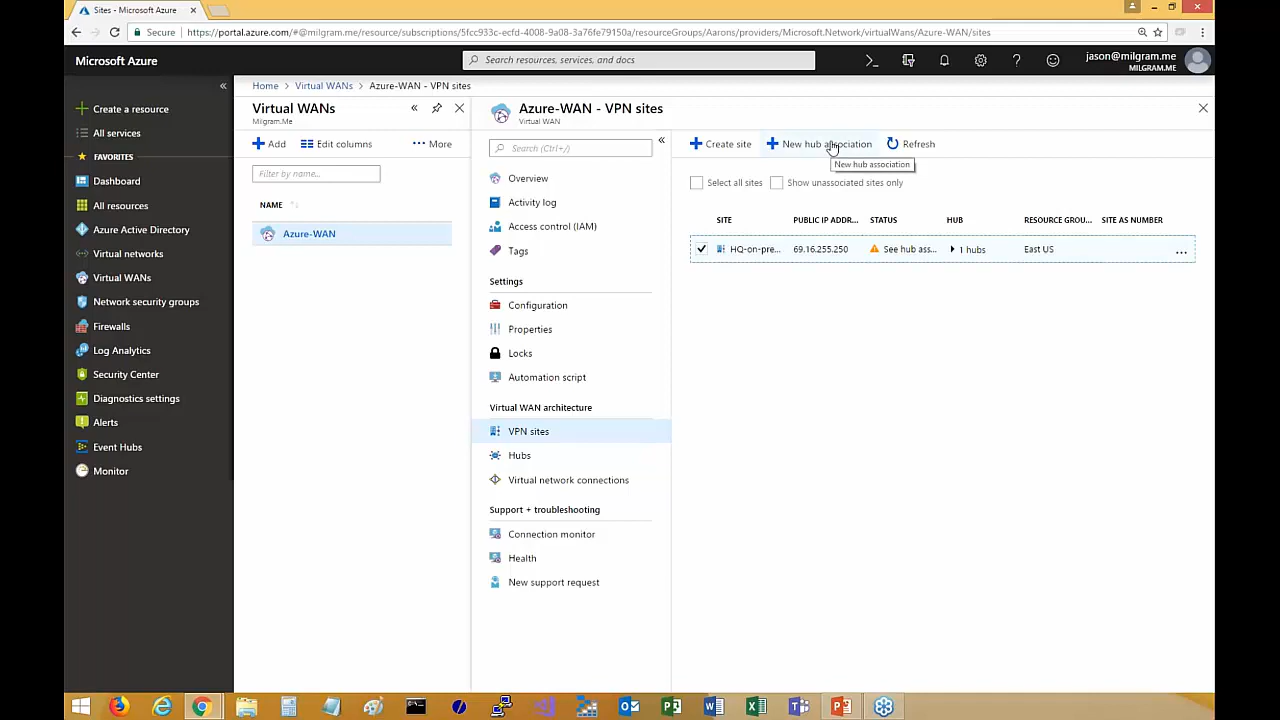 Sites - Microsoft Azure
Secure https://portal.azure.com/#@milgram.me/resource/subscriptions/5fcc933c-ecfd-4008-9a08-3a76fe79150a/resourceGroups/Aarons/providers/Microsoft.Network/virtualWans/Azure-WAN/sites
Microsoft Azure
Search resources, services, and docs
jason@milgram.me
MILGRAM.ME
Create a resource
All services
FAVORITES
Dashboard
All resources
Azure Active Directory
Virtual networks
Virtual WANs
Network security groups
Firewalls
Log Analytics
Security Center
Diagnostics settings
Alerts
Event Hubs
Monitor
Home > Virtual WANs > Azure-WAN - VPN sites
Virtual WANs
Milgram.Me
Add Edit columns ··· More
Filter by name...
NAME
Azure-WAN
Azure-WAN - VPN sites
Virtual WAN
Search (Ctrl+/)
Overview
Activity log
Access control (IAM)
Tags
Settings
Configuration
Properties
Locks
Automation script
Virtual WAN architecture
VPN sites
Hubs
Virtual network connections
Support + troubleshooting
Connection monitor
Health
New support request
Create site New hub association Refresh
New hub association
Select all sites Show unassociated sites only
SITE PUBLIC IP ADDR... STATUS HUB RESOURCE GROU... SITE AS NUMBER
HQ-on-pre... 69.16.255.250 See hub ass... 1 hubs East US ...